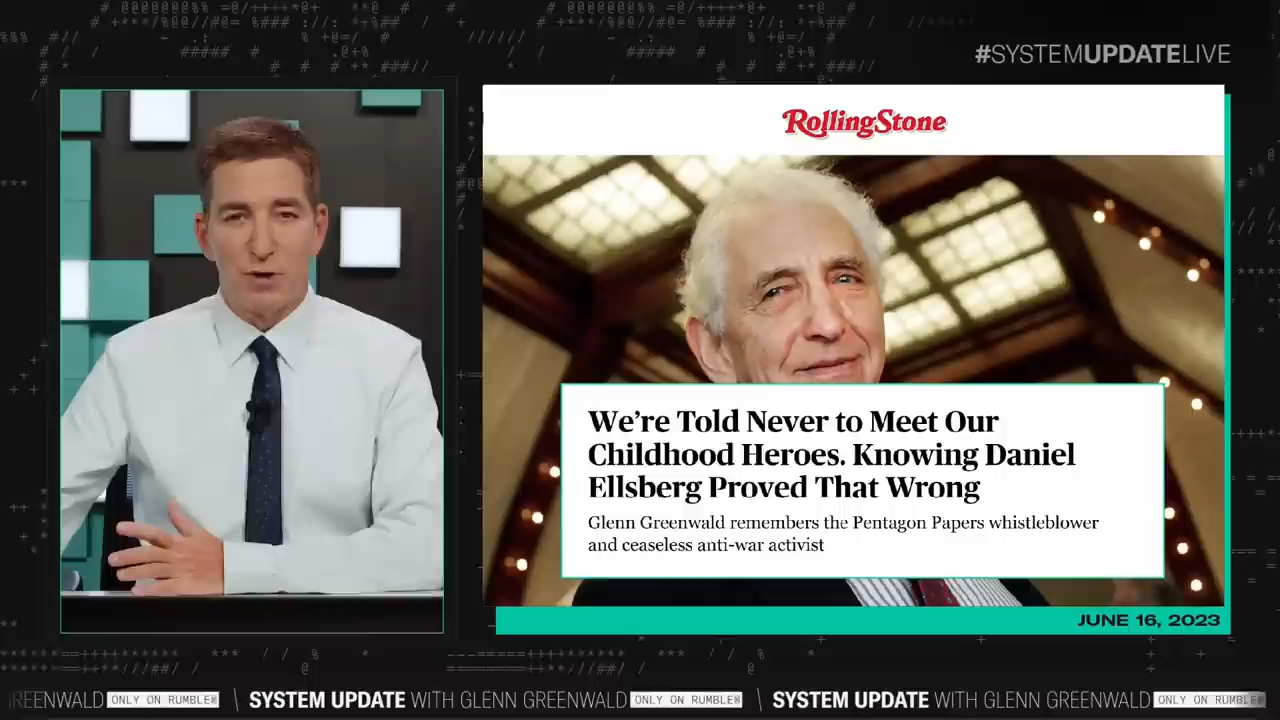 #SYSTEMUPDATELIVE
RollingStone
We're Told Never to Meet Our
Childhood Heroes. Knowing Daniel
Ellsberg Proved That Wrong
Glenn Greenwald remembers the Pentagon Papers whistleblower
and ceaseless anti-war activist
JUNE 16, 2023
REENWALD ONLY ON RUMBLE | SYSTEM UPDATE WITH GLENN GREENWALD ONLY ON RUMBLE | SYSTEM UPDATE WITH GLENN GREENWALD ONLY ON RUMBLE